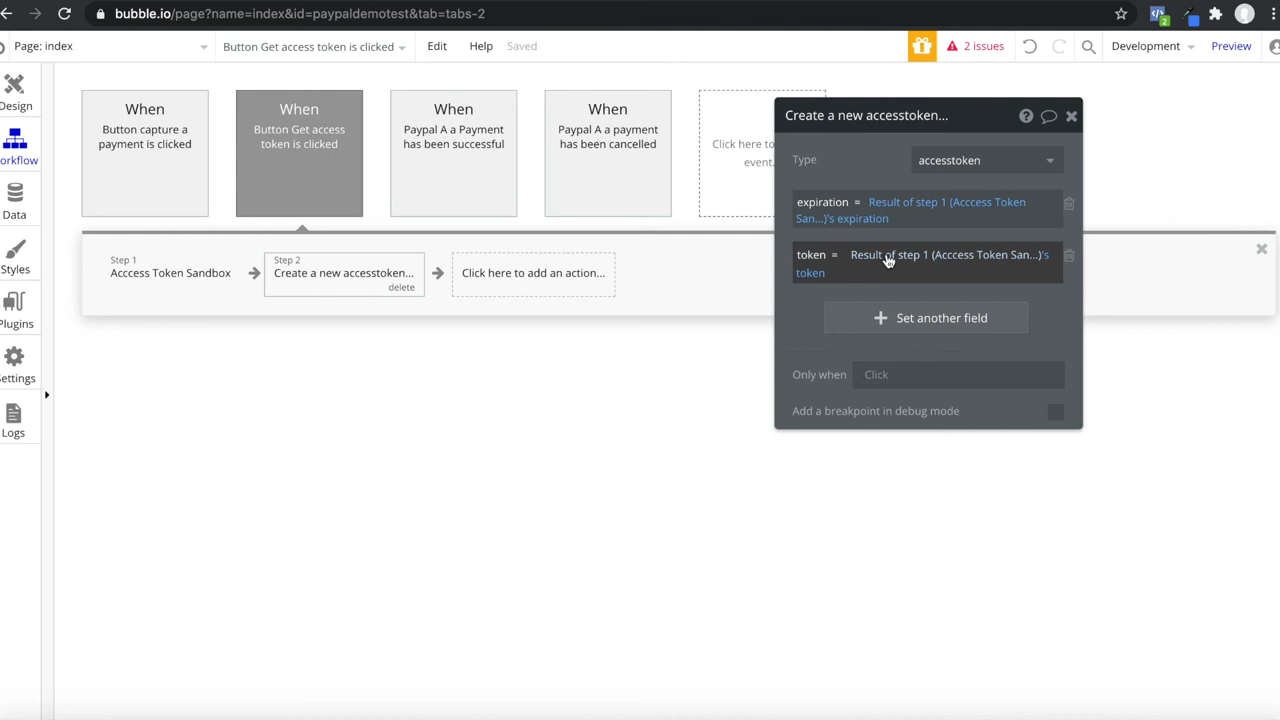 bubble.io/page?name=index&id=paypaldemotest&tab=tabs-2
2
Page: index
Button Get access token is clicked
Edit
Help
Saved
2 issues
Development
Preview
Design
orkflow
Data
Styles
Plugins
Settings
Logs
When
Button capture a
payment is clicked
When
Button Get access
token is clicked
When
Paypal A a Payment
has been successful
When
Paypal A a payment
has been cancelled
Click here to
event.
Step 1
Acccess Token Sandbox
Step 2
Create a new accesstoken...
delete
Click here to add an action...
Create a new accesstoken...
?
Type
accesstoken
expiration = Result of step 1 (Acccess Token
San...)'s expiration
token = Result of step 1 (Acccess Token San...)'s
token
Set another field
Only when
Click
Add a breakpoint in debug mode